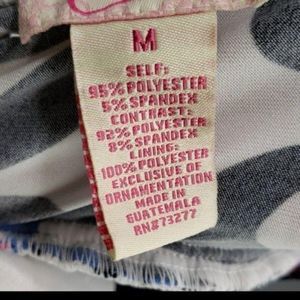 M
SELF:
95% POLYESTER
5% SPANDEX
CONTRAST:
92% POLYESTER
8% SPANDEX
LINING:
100% POLYESTER
EXCLUSIVE OF
ORNAMENTATION
MADE IN
GUATEMALA
RN#73277